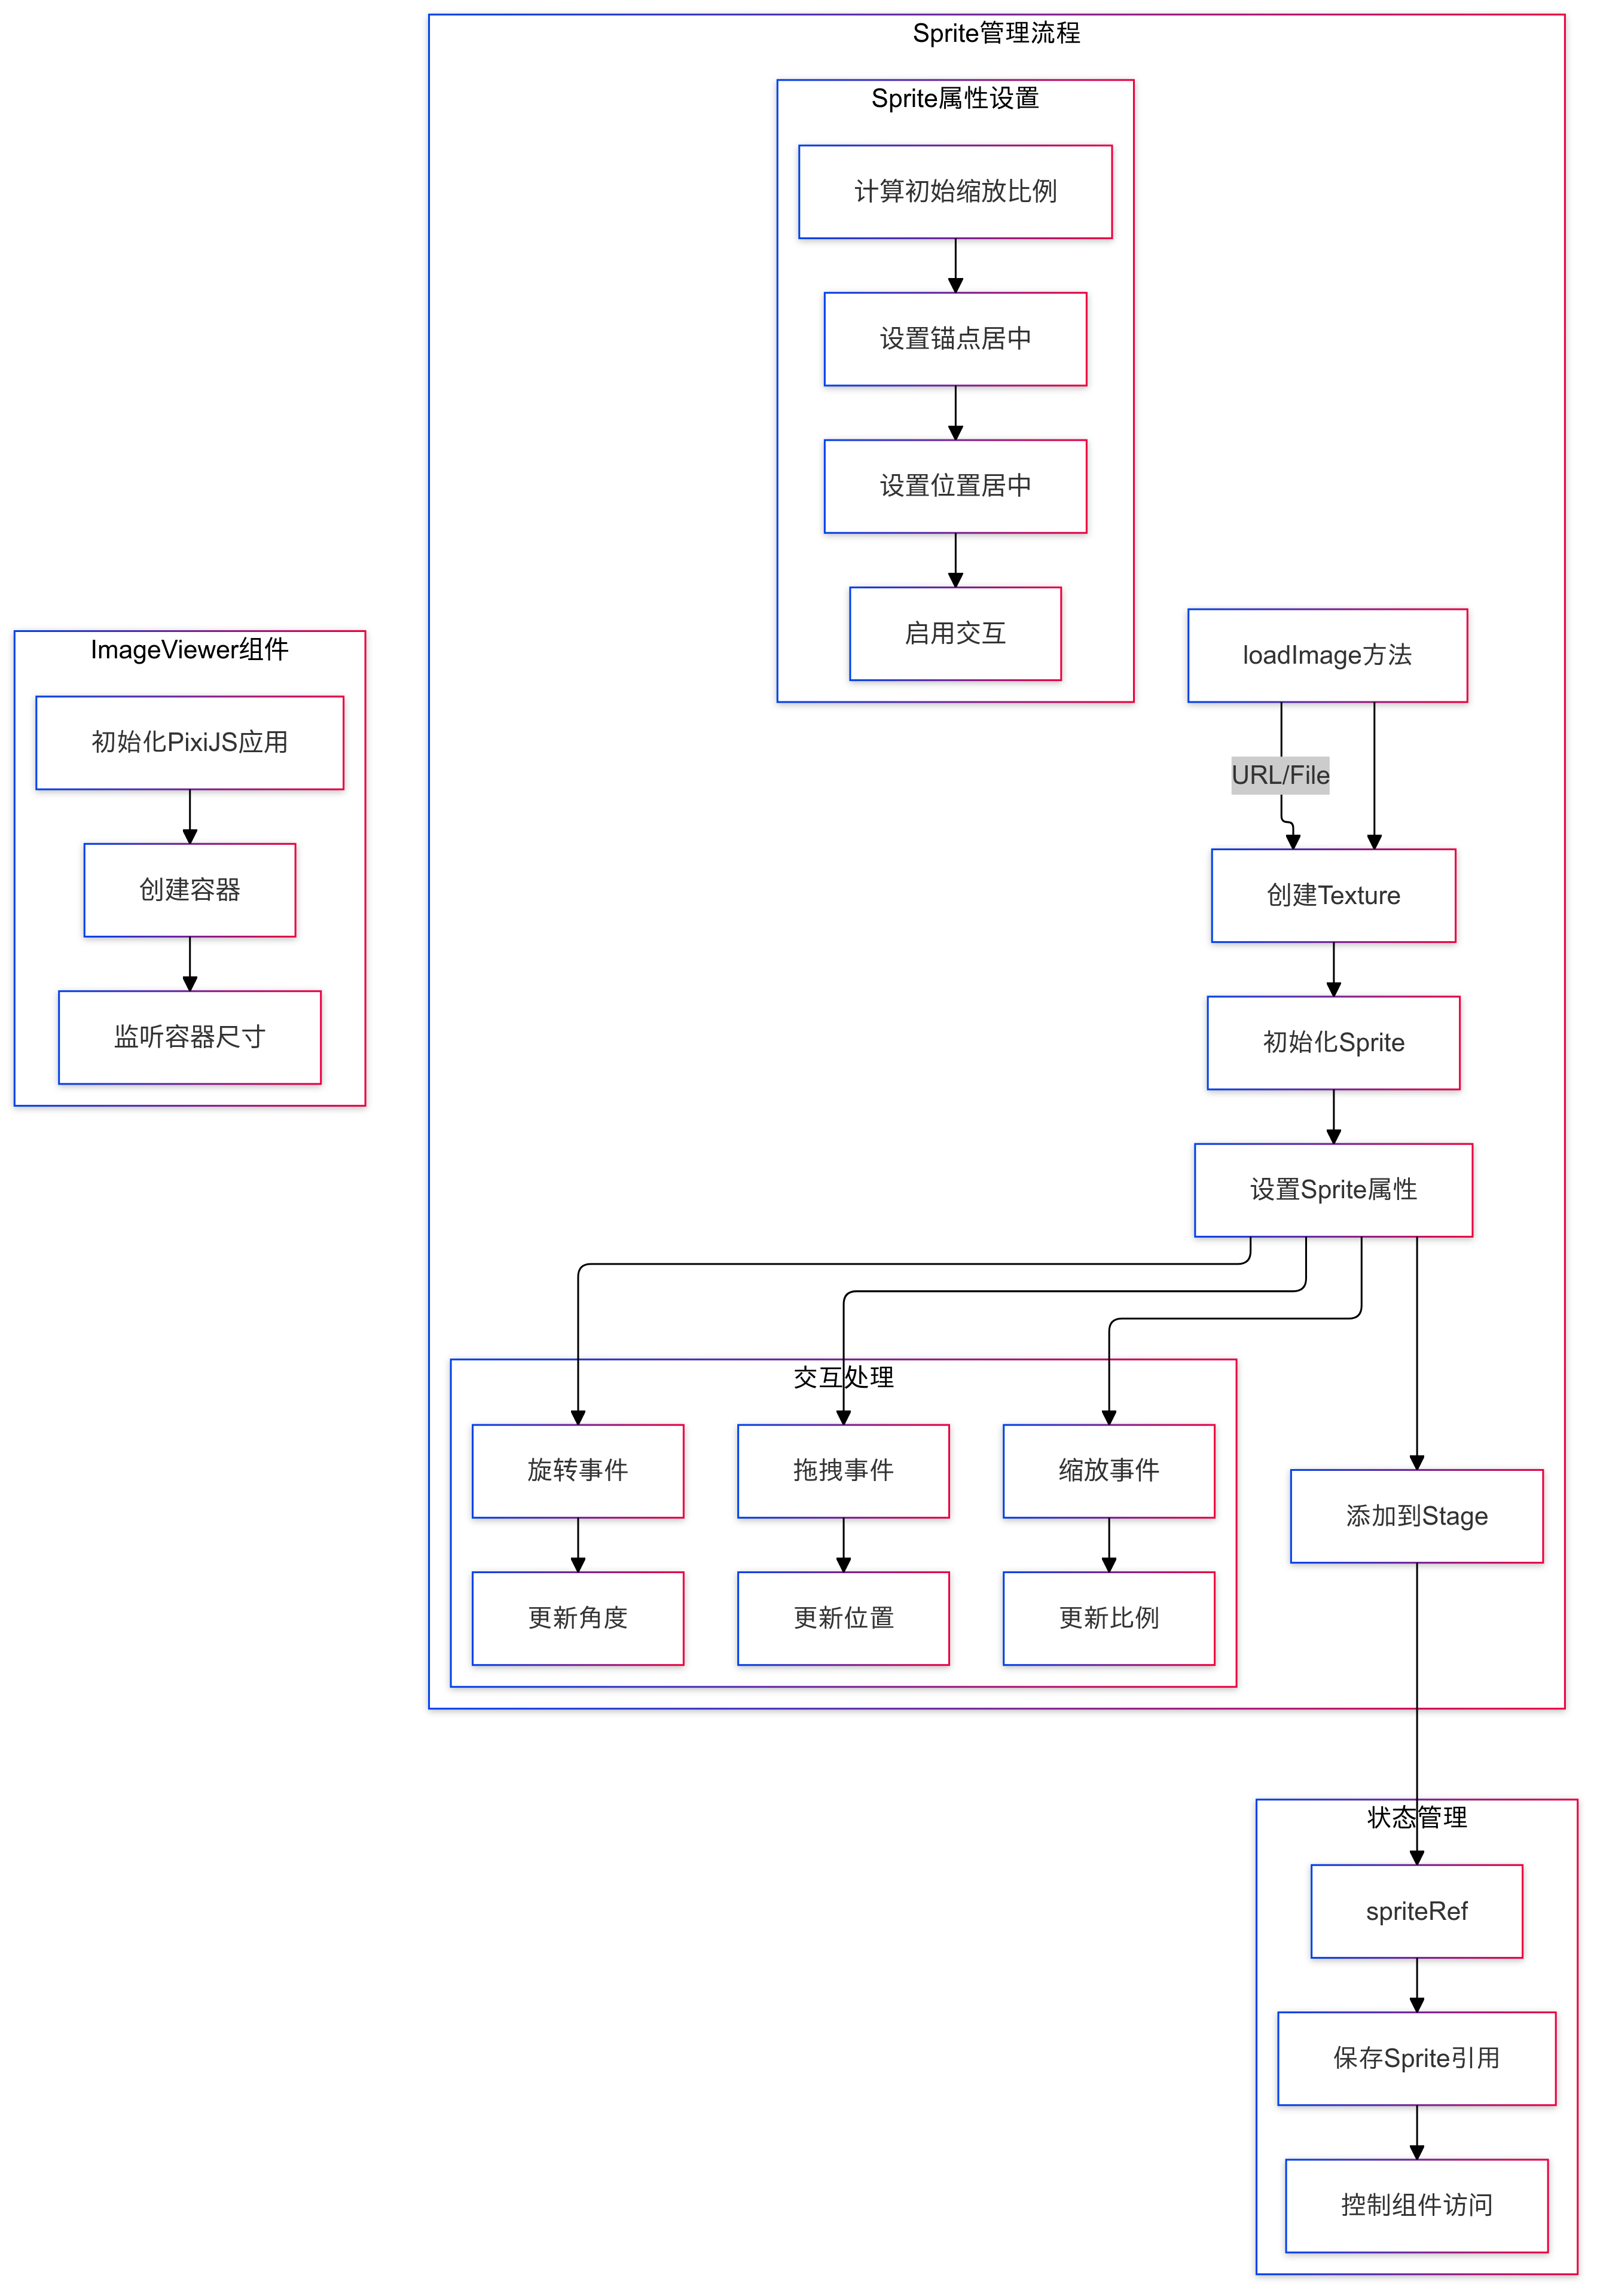 Sprite管理流程
Sprite属性设置
计算初始缩放比例
设置锚点居中
设置位置居中
启用交互
ImageViewer组件
初始化PixiJS应用
创建容器
监听容器尺寸
loadImage方法
URL/File
创建Texture
初始化Sprite
设置Sprite属性
交互处理
旋转事件
拖拽事件
缩放事件
添加到Stage
更新角度
更新位置
更新比例
状态管理
spriteRef
保存Sprite引用
控制组件访问